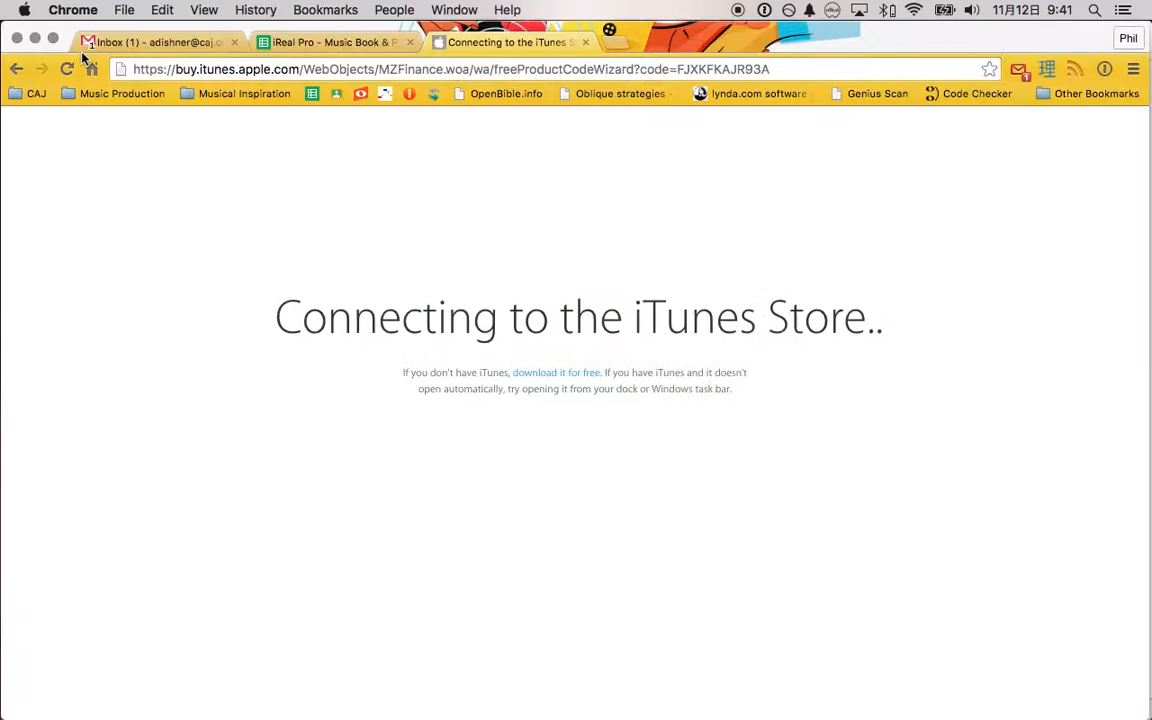 Chrome File Edit View History Bookmarks People Window Help 11月12日 9:41
Inbox (1) - adishner@caj.o iReal Pro - Music Book & P Connecting to the iTunes S Phil
https://buy.itunes.apple.com/WebObjects/MZFinance.woa/wa/freeProductCodeWizard?code=FJXKFKAJR93A 理
CAJ Music Production Musical Inspiration OpenBible.info Oblique strategies - lynda.com software Genius Scan Code Checker Other Bookmarks
Connecting to the iTunes Store..
If you don't have iTunes, download it for free. If you have iTunes and it doesn't
open automatically, try opening it from your dock or Windows task bar.